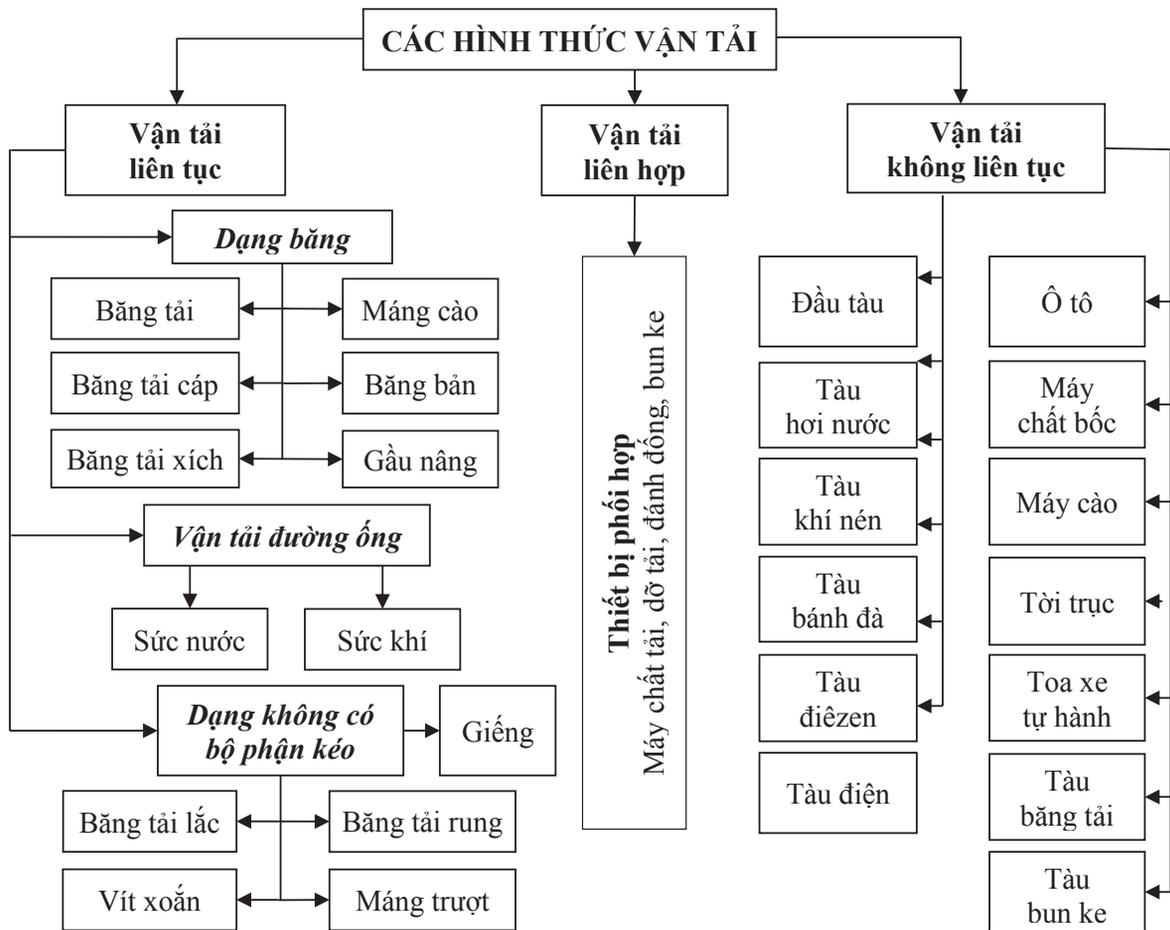 CÁC HÌNH THỨC VẬN TẢI
Vận tải
liên tục
Dạng băng
Băng tải
Máng cào
Băng tải cáp
Băng bản
Băng tải xích
Gầu nâng
Vận tải đường ống
Sức nước
Sức khí
Dạng không có
bộ phận kéo
Giếng
Băng tải lắc
Băng tải rung
Vít xoắn
Máng trượt
Vận tải
liên hợp
Thiết bị phối hợp
Máy chất tải, dỡ tải, đánh đống, bun ke
Vận tải
không liên tục
Đầu tàu
Tàu
hơi nước
Tàu
khí nén
Tàu
bánh đà
Tàu
điêzen
Tàu điện
Ô tô
Máy
chất bốc
Máy cào
Tời trục
Toa xe
tự hành
Tàu
băng tải
Tàu
bun ke